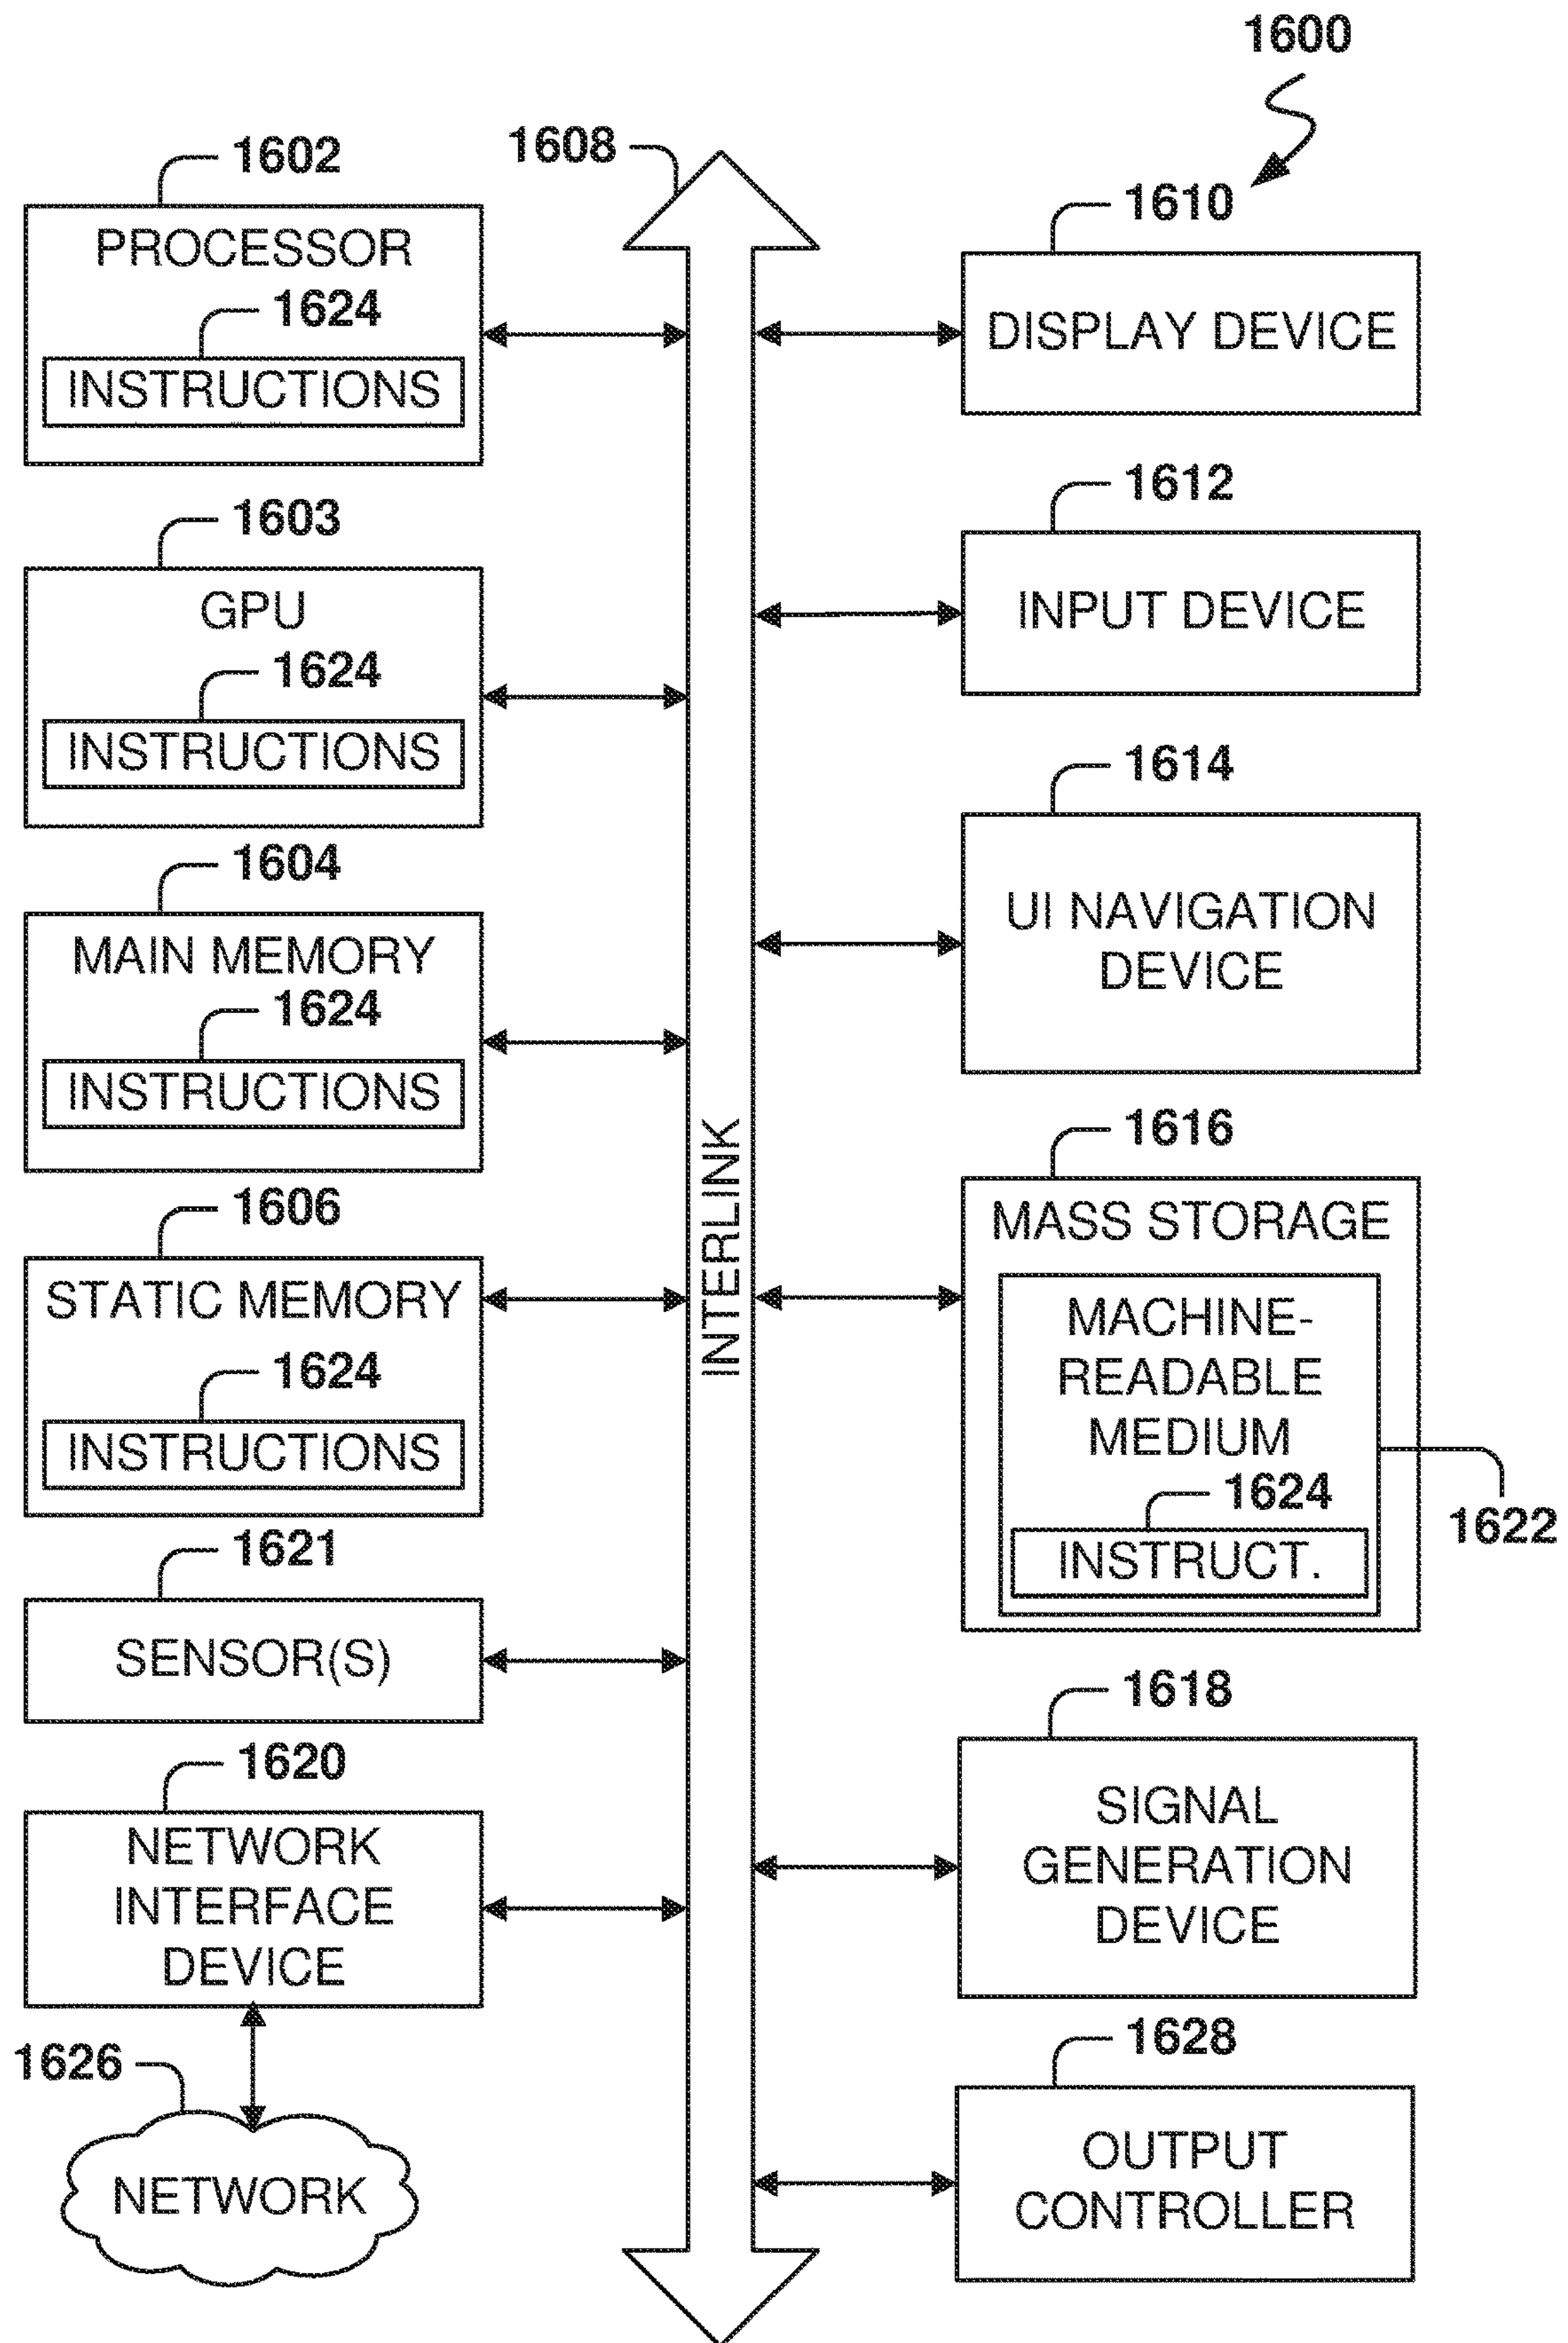 1600
1602
PROCESSOR
1624
INSTRUCTIONS
1603
GPU
1624
INSTRUCTIONS
1604
MAIN MEMORY
1624
INSTRUCTIONS
1606
STATIC MEMORY
1624
INSTRUCTIONS
1621
SENSOR(S)
1620
NETWORK
INTERFACE
DEVICE
1626
NETWORK
1608
INTERLINK
1610
DISPLAY DEVICE
1612
INPUT DEVICE
1614
UI NAVIGATION
DEVICE
1616
MASS STORAGE
MACHINE-
READABLE
MEDIUM
1624
INSTRUCT.
1622
1618
SIGNAL
GENERATION
DEVICE
1628
OUTPUT
CONTROLLER